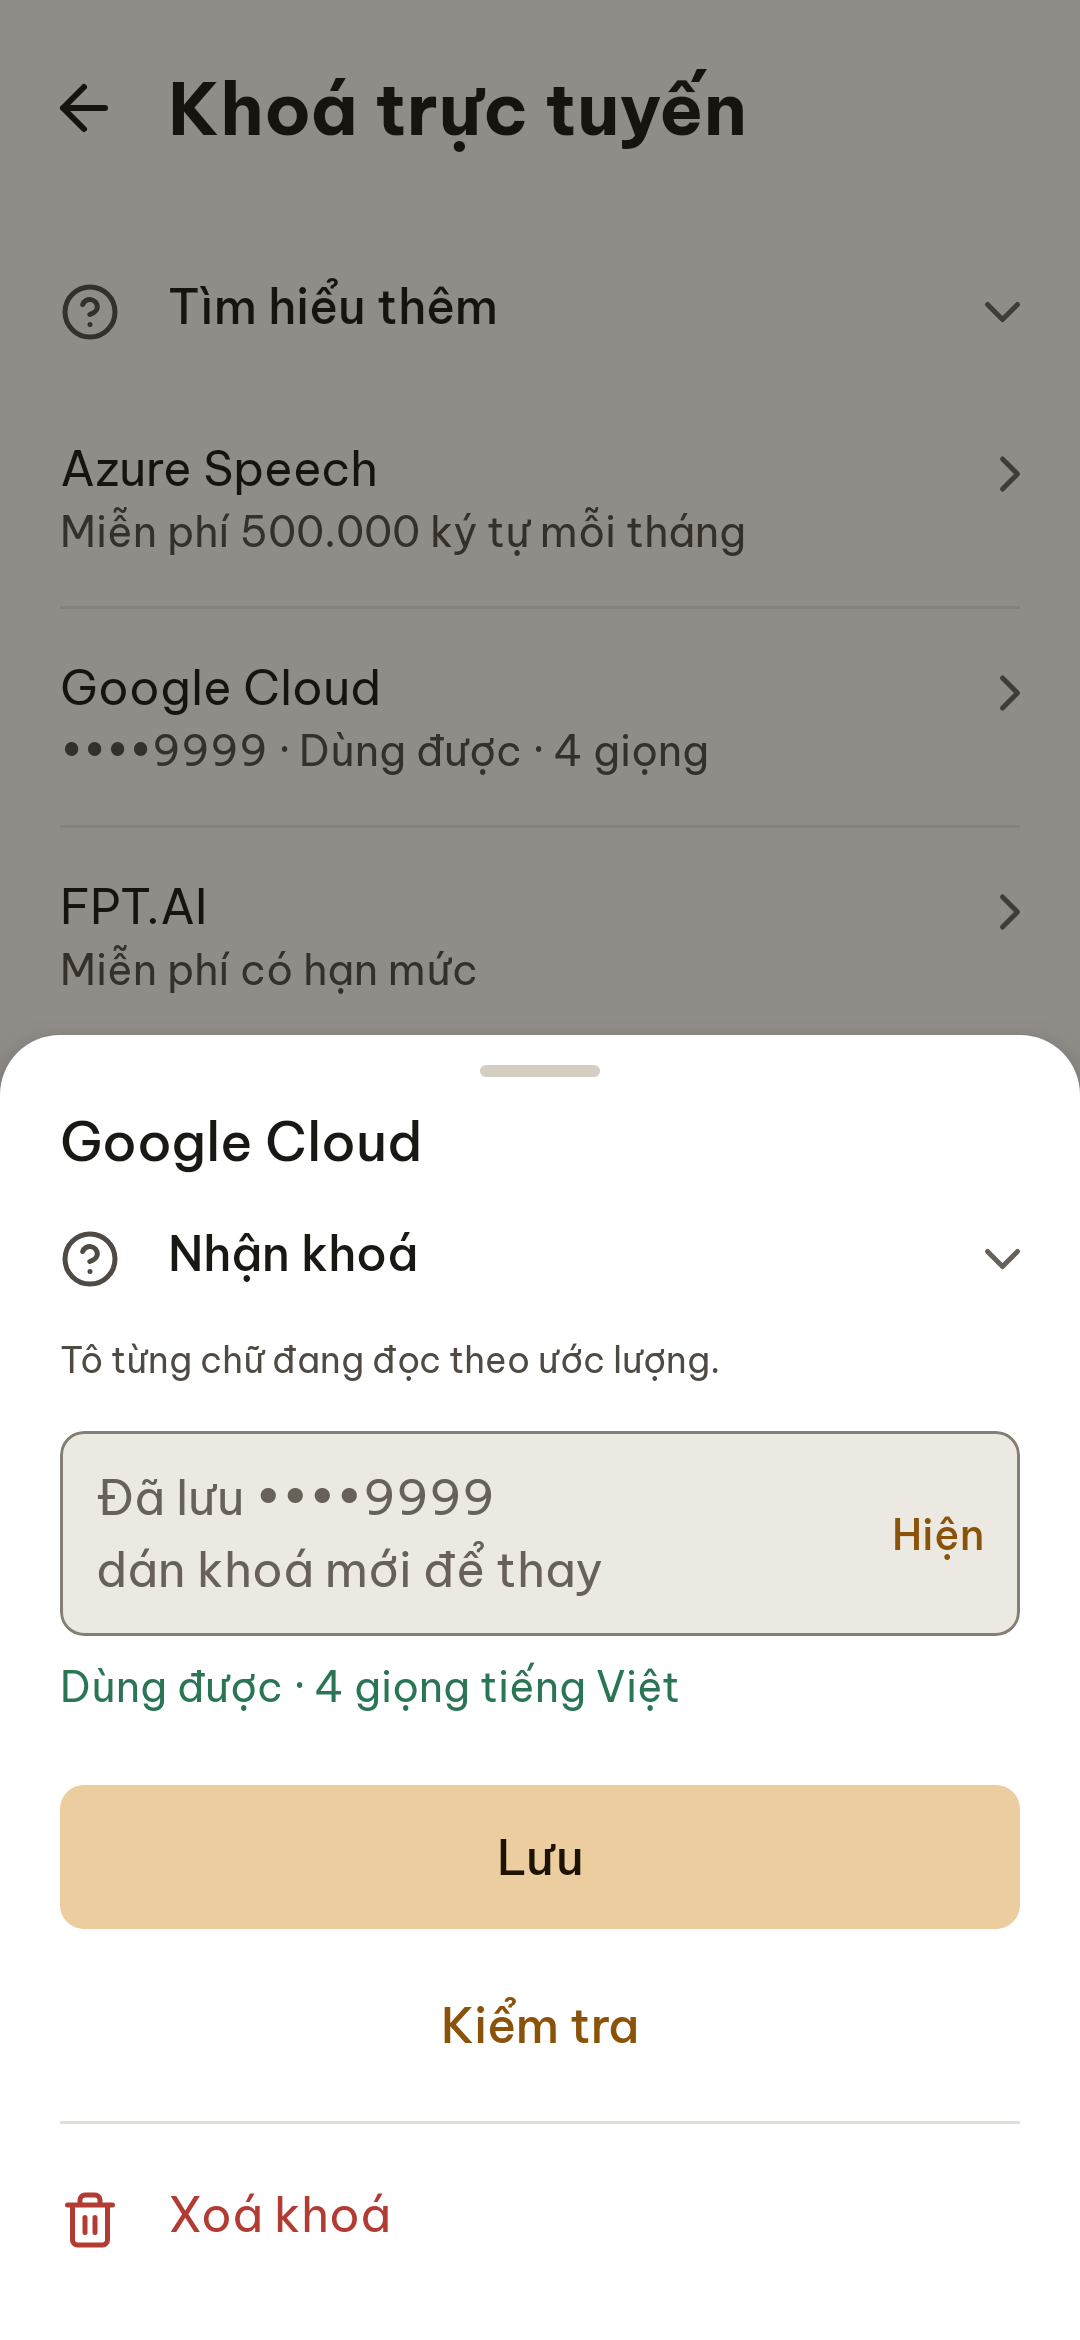 Khoá trực tuyến
Tìm hiểu thêm
Azure Speech
Miễn phí 500.000 ký tự mỗi tháng
Google Cloud
••••9999 · Dùng được · 4 giọng
FPT.AI
Miễn phí có hạn mức
Google Cloud
Nhận khoá
Tô từng chữ đang đọc theo ước lượng.
Đã lưu ••••9999
dán khoá mới để thay
Hiện
Dùng được · 4 giọng tiếng Việt
Lưu
Kiểm tra
Xoá khoá